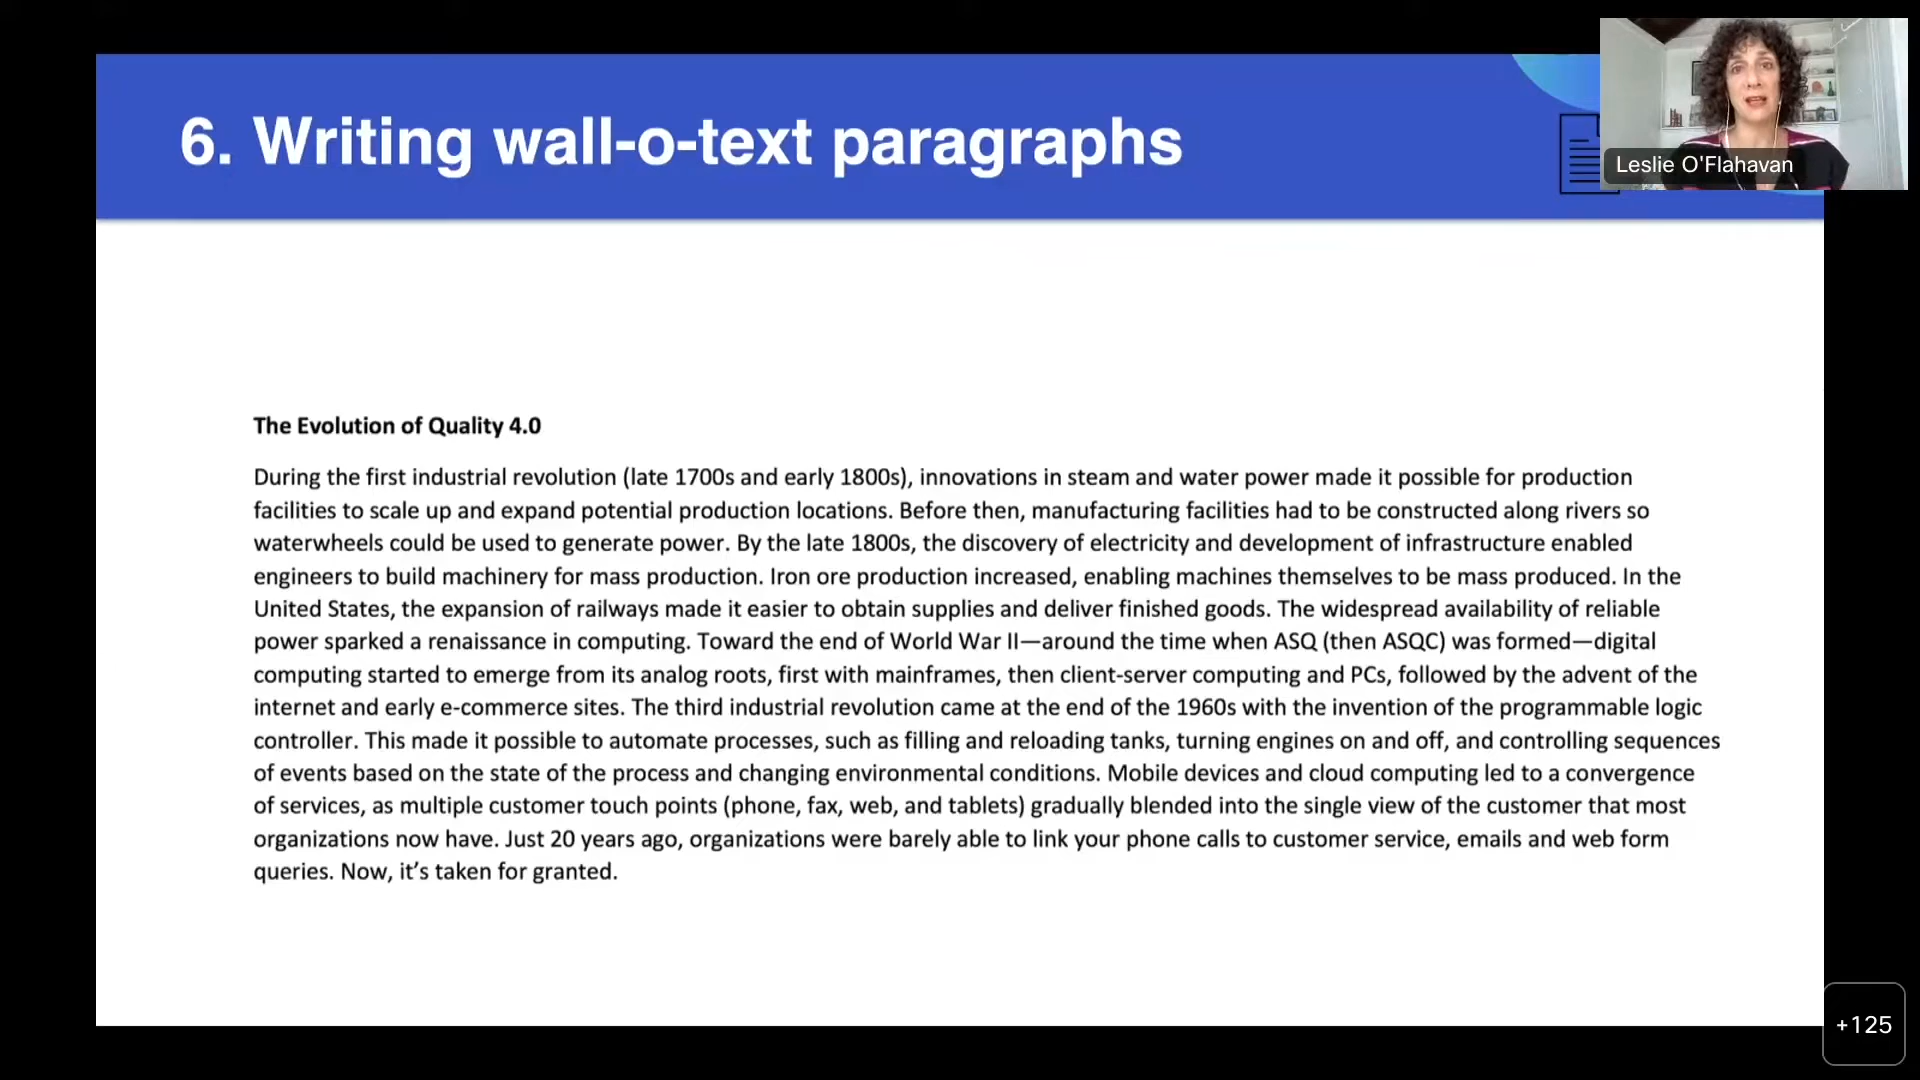 6. Writing wall-o-text paragraphs
Leslie O'Flahavan
The Evolution of Quality 4.0
During the first industrial revolution (late 1700s and early 1800s), innovations in steam and water power made it possible for production
facilities to scale up and expand potential production locations. Before then, manufacturing facilities had to be constructed along rivers so
waterwheels could be used to generate power. By the late 1800s, the discovery of electricity and development of infrastructure enabled
engineers to build machinery for mass production. Iron ore production increased, enabling machines themselves to be mass produced. In the
United States, the expansion of railways made it easier to obtain supplies and deliver finished goods. The widespread availability of reliable
power sparked a renaissance in computing. Toward the end of World War II—around the time when ASQ (then ASQC) was formed—digital
computing started to emerge from its analog roots, first with mainframes, then client-server computing and PCs, followed by the advent of the
internet and early e-commerce sites. The third industrial revolution came at the end of the 1960s with the invention of the programmable logic
controller. This made it possible to automate processes, such as filling and reloading tanks, turning engines on and off, and controlling sequences
of events based on the state of the process and changing environmental conditions. Mobile devices and cloud computing led to a convergence
of services, as multiple customer touch points (phone, fax, web, and tablets) gradually blended into the single view of the customer that most
organizations now have. Just 20 years ago, organizations were barely able to link your phone calls to customer service, emails and web form
queries. Now, it’s taken for granted.
+125